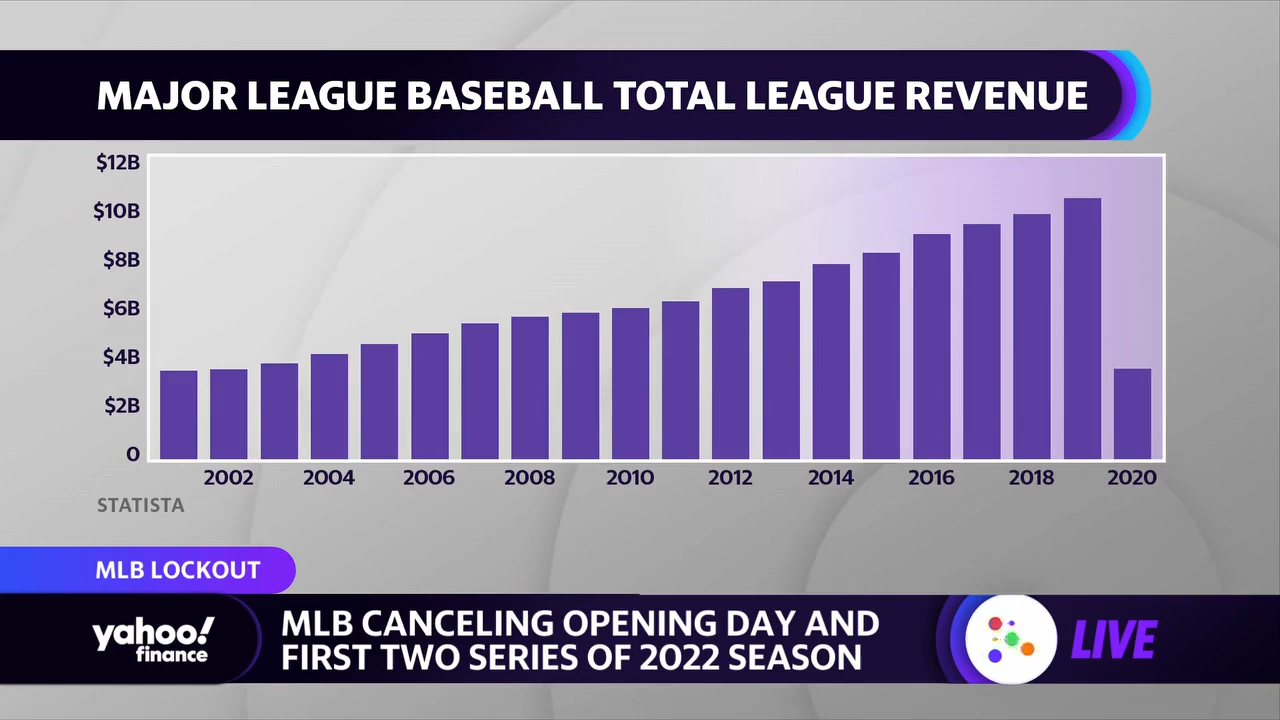 MAJOR LEAGUE BASEBALL TOTAL LEAGUE REVENUE
$12B
$10B
$8B
$6B
$4B
$2B
0
2002 2004 2006 2008 2010 2012 2014 2016 2018 2020
STATISTA
MLB LOCKOUT
yahoo!
finance
MLB CANCELING OPENING DAY AND
FIRST TWO SERIES OF 2022 SEASON
LIVE